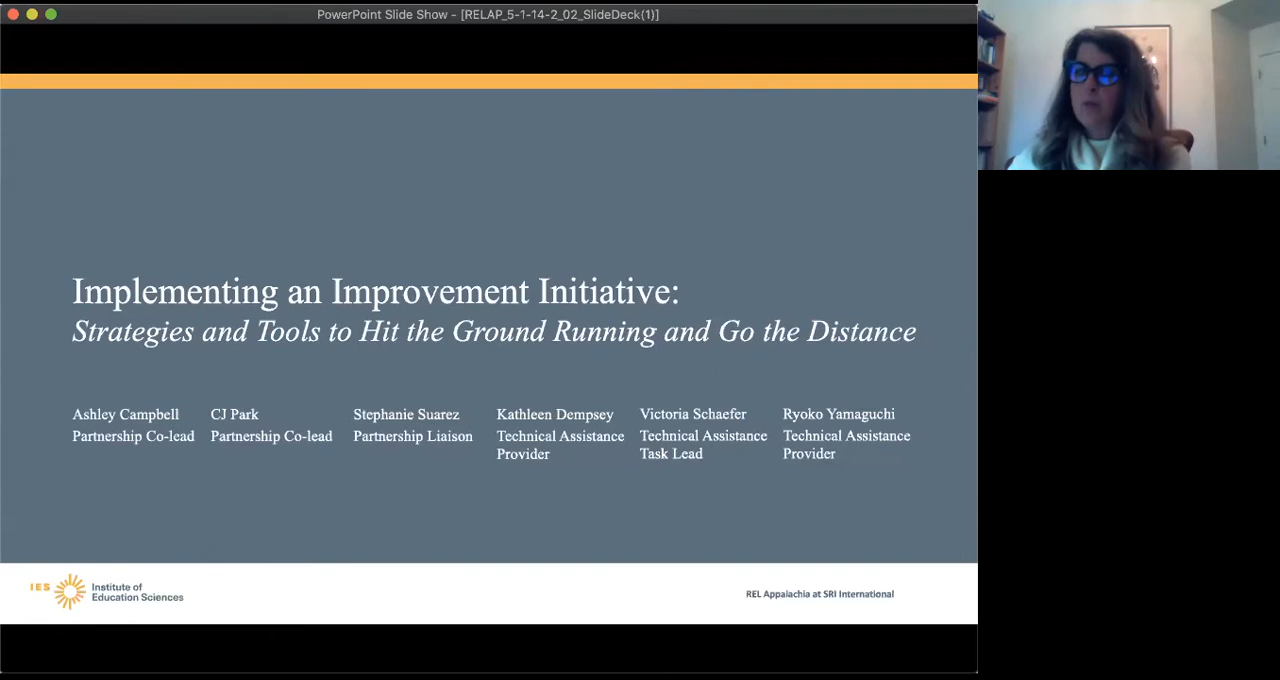 PowerPoint Slide Show - [RELAP_5-1-14-2_02_SlideDeck(1)]
Implementing an Improvement Initiative:
Strategies and Tools to Hit the Ground Running and Go the Distance
Ashley Campbell
Partnership Co-lead
CJ Park
Partnership Co-lead
Stephanie Suarez
Partnership Liaison
Kathleen Dempsey
Technical Assistance
Provider
Victoria Schaefer
Technical Assistance
Task Lead
Ryoko Yamaguchi
Technical Assistance
Provider
IES
Institute of
Education Sciences
REL Appalachia at SRI International